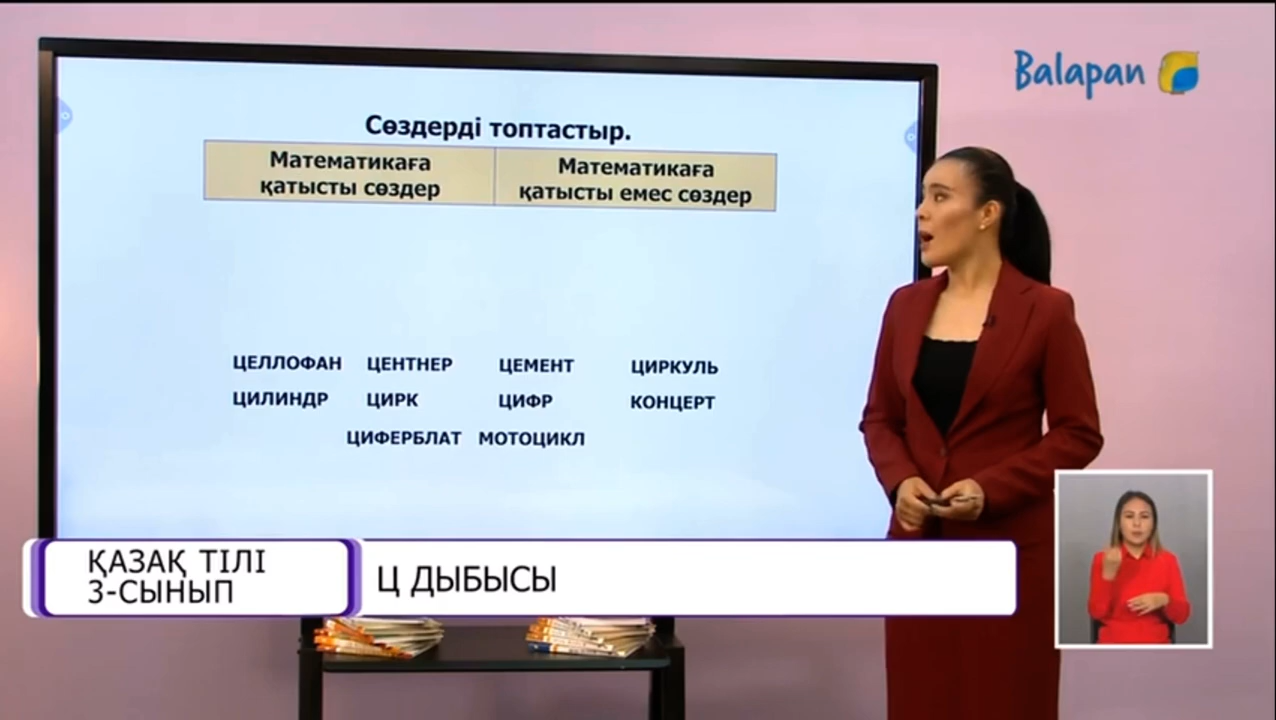 Balapan
Сөздерді топтастыр.
Математикаға
қатысты сөздер
Математикаға
қатысты емес сөздер
ЦЕЛЛОФАН ЦЕНТНЕР ЦЕМЕНТ ЦИРКУЛЬ
ЦИЛИНДР ЦИРК ЦИФР КОНЦЕРТ
ЦИФЕРБЛАТ МОТОЦИКЛ
ҚАЗАҚ ТІЛІ
3-СЫНЫП
Ц ДЫБЫСЫ